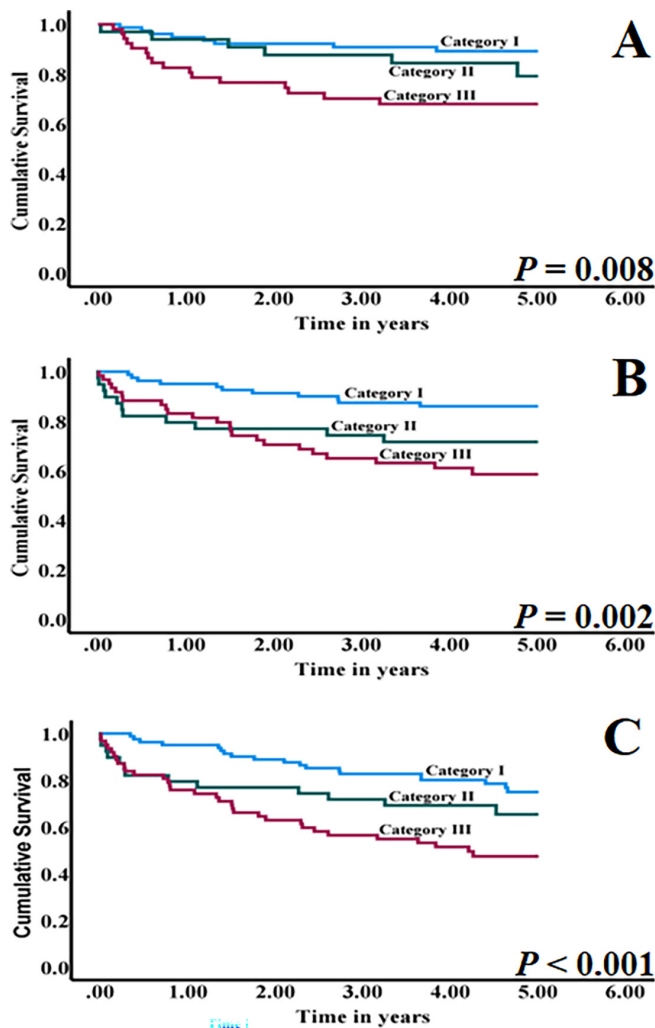 A
1.0
0.8
0.6
0.4
0.2
0.0
Cumulative Survival
Category I
Category II
Category III
P = 0.008
.00 1.00 2.00 3.00 4.00 5.00 6.00
Time in years
B
1.0
0.8
0.6
0.4
0.2
0.0
Cumulative Survival
Category I
Category II
Category III
P = 0.002
.00 1.00 2.00 3.00 4.00 5.00 6.00
Time in years
C
1.0
0.8
0.6
0.4
0.2
0.0
Cumulative Survival
Category I
Category II
Category III
P < 0.001
.00 1.00 2.00 3.00 4.00 5.00 6.00
Time in years